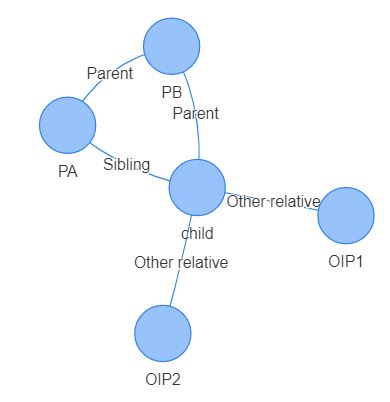 Parent
PB
Parent
PA
Sibling
Other relative
child
Other relative
OIP1
OIP2